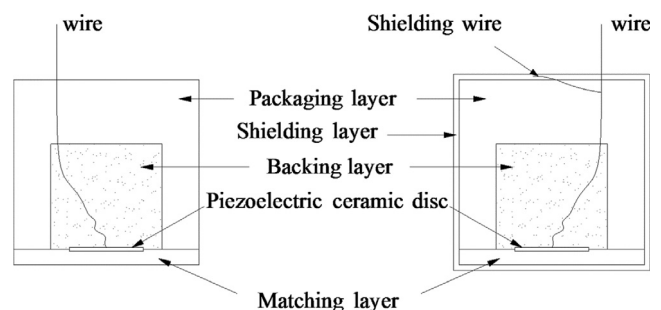 wire
Shielding wire
wire
Packaging layer
Shielding layer
Backing layer
Piezoelectric ceramic disc
Matching layer